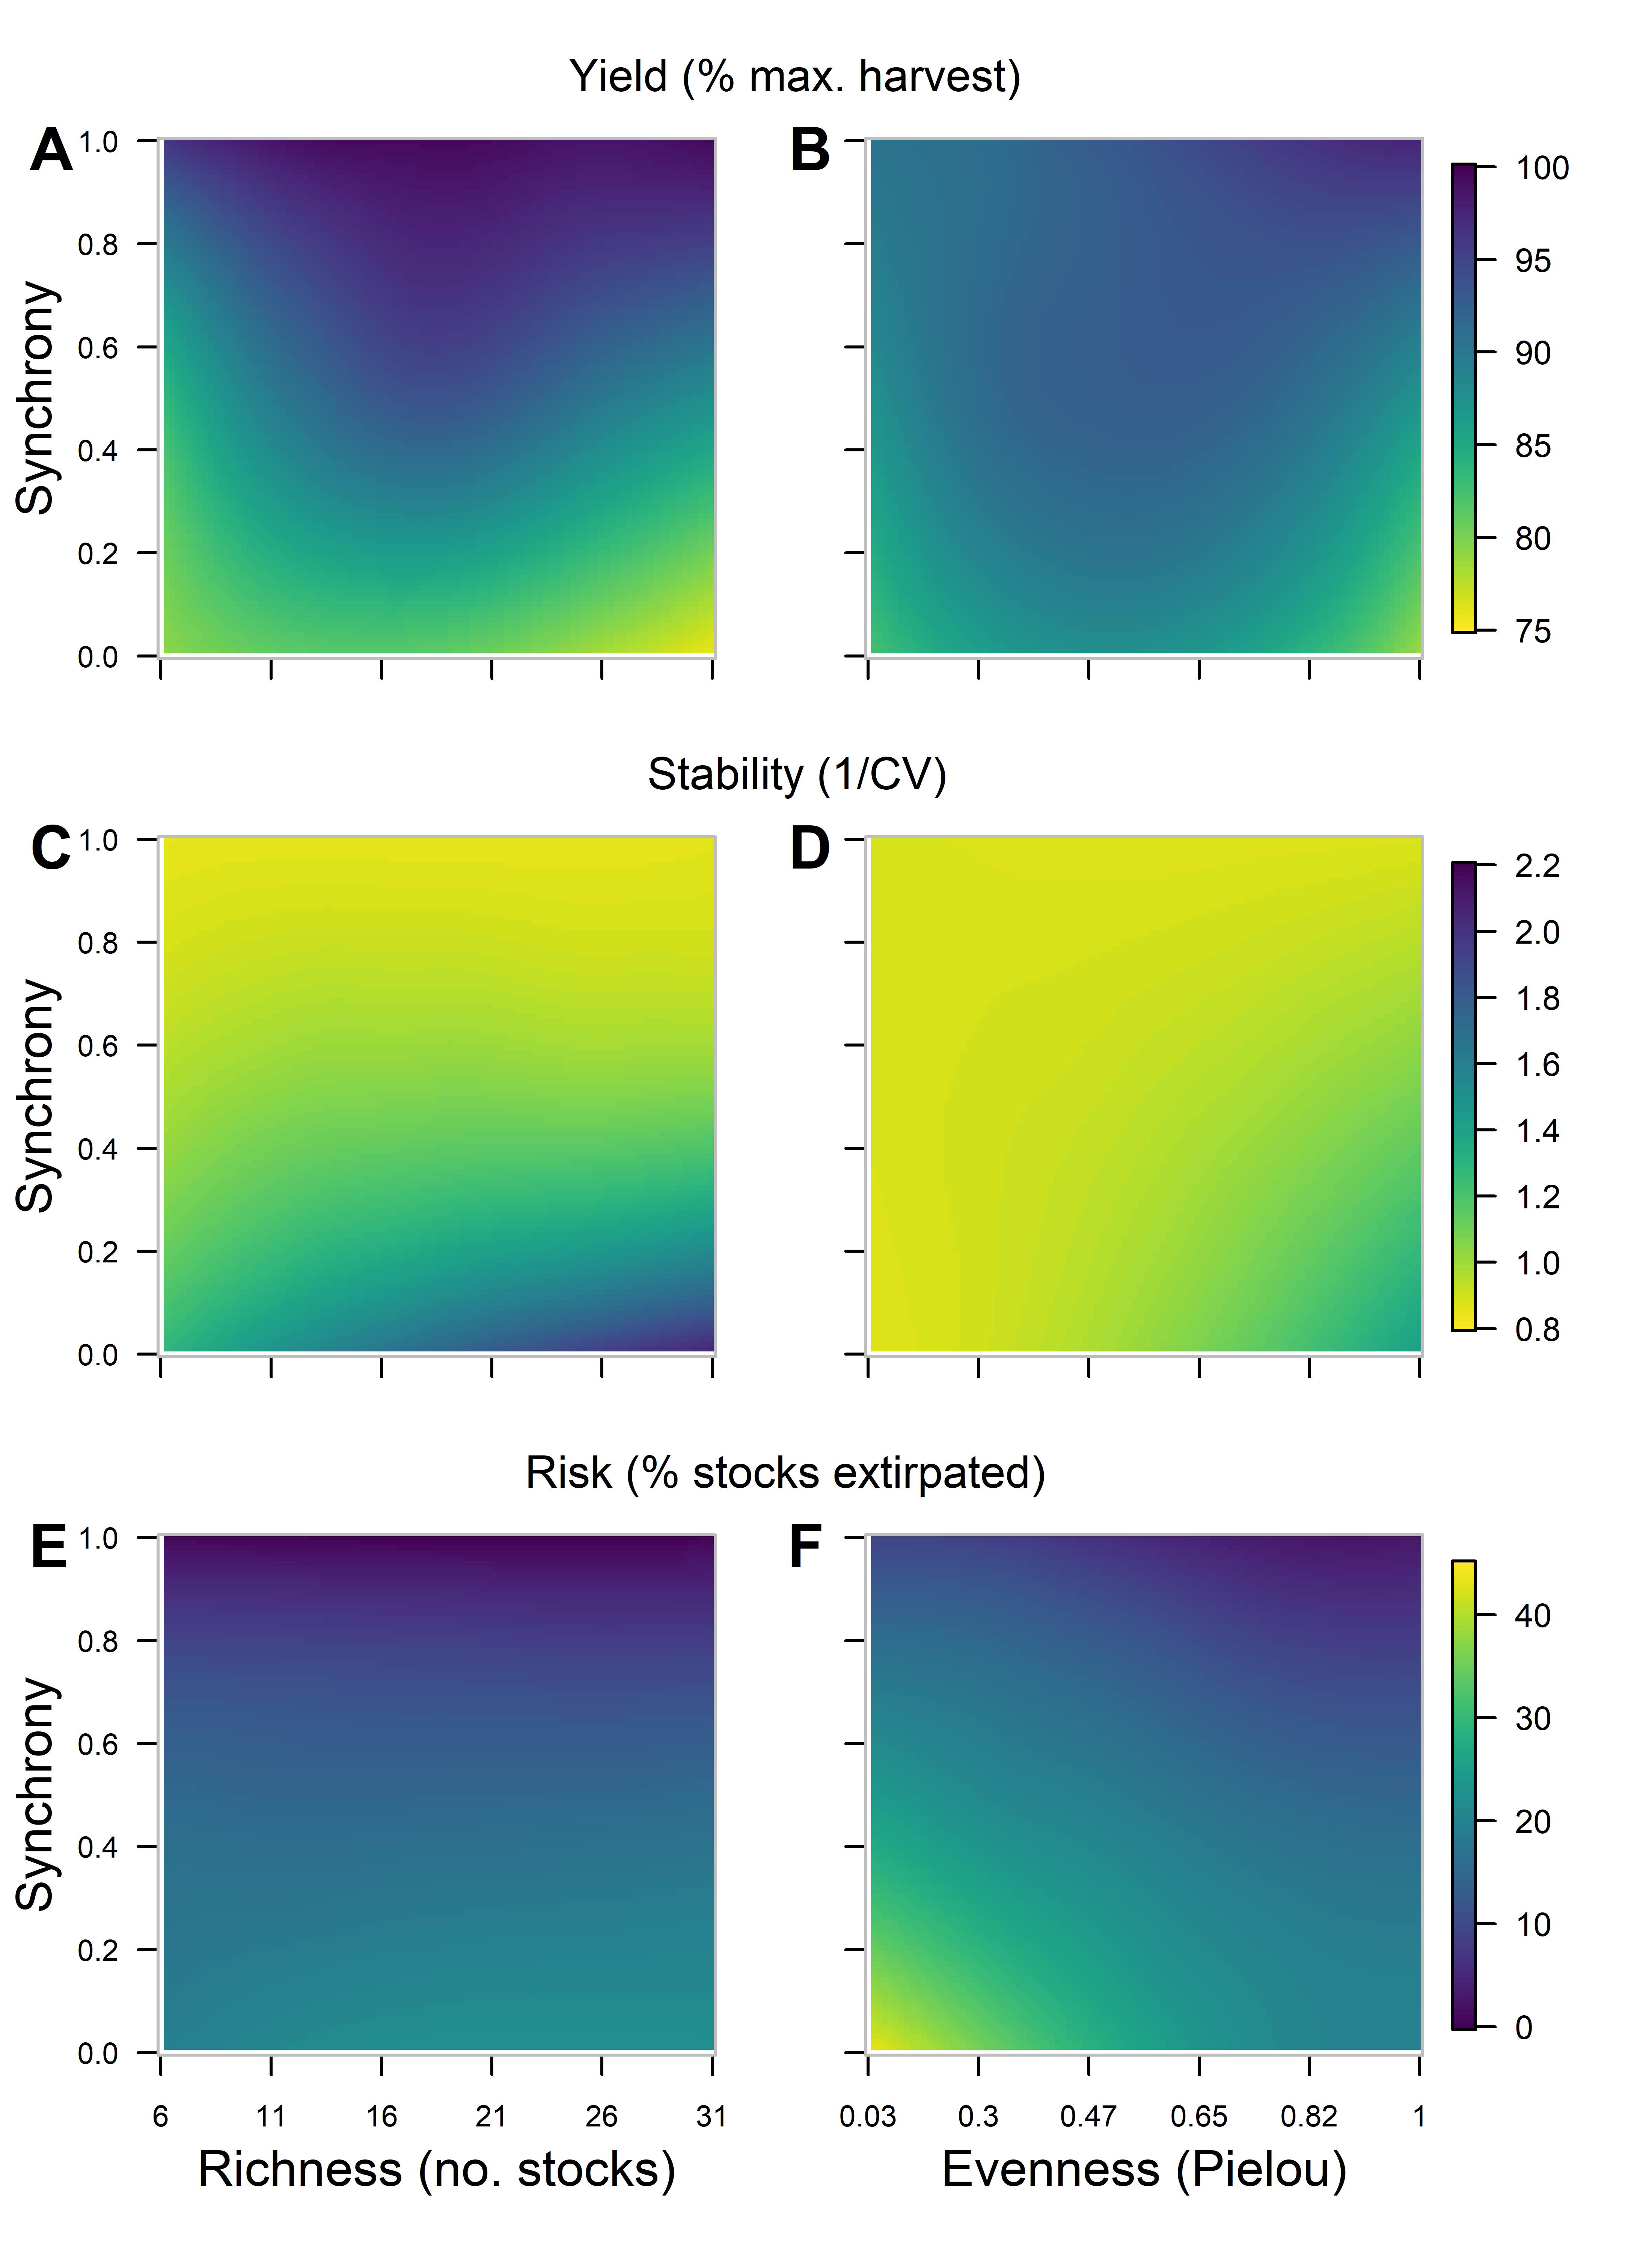 Yield (% max. harvest)
A
B
1.0
0.8
0.6
0.4
0.2
0.0
Synchrony
100
95
90
85
80
75
Stability (1/CV)
C
D
1.0
0.8
0.6
0.4
0.2
0.0
Synchrony
2.2
2.0
1.8
1.6
1.4
1.2
1.0
0.8
Risk (% stocks extirpated)
E
F
1.0
0.8
0.6
0.4
0.2
0.0
Synchrony
40
30
20
10
0
6 11 16 21 26 31
0.03 0.3 0.47 0.65 0.82 1
Richness (no. stocks)
Evenness (Pielou)